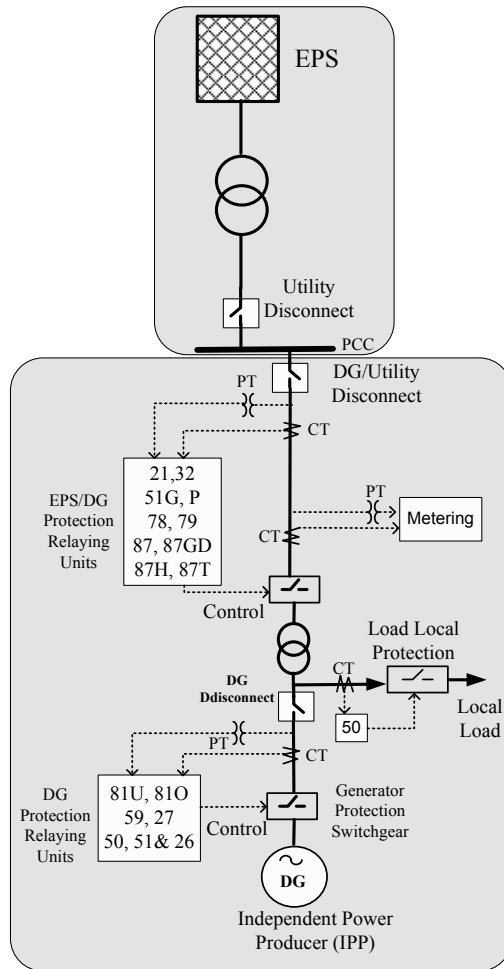 EPS
Utility
Disconnect
PCC
DG/Utility
Disconnect
PT
CT
EPS/DG
Protection
Relaying
Units
21,32
51G, P
78, 79
87, 87GD
87H, 87T
PT
Metering
CT
Control
Load Local
Protection
CT
DG
Ddisconnect
50
Local
Load
PT
CT
DG
Protection
Relaying
Units
81U, 81O
59, 27
50, 51& 26
Control
Generator
Protection
Switchgear
DG
Independent Power
Producer (IPP)